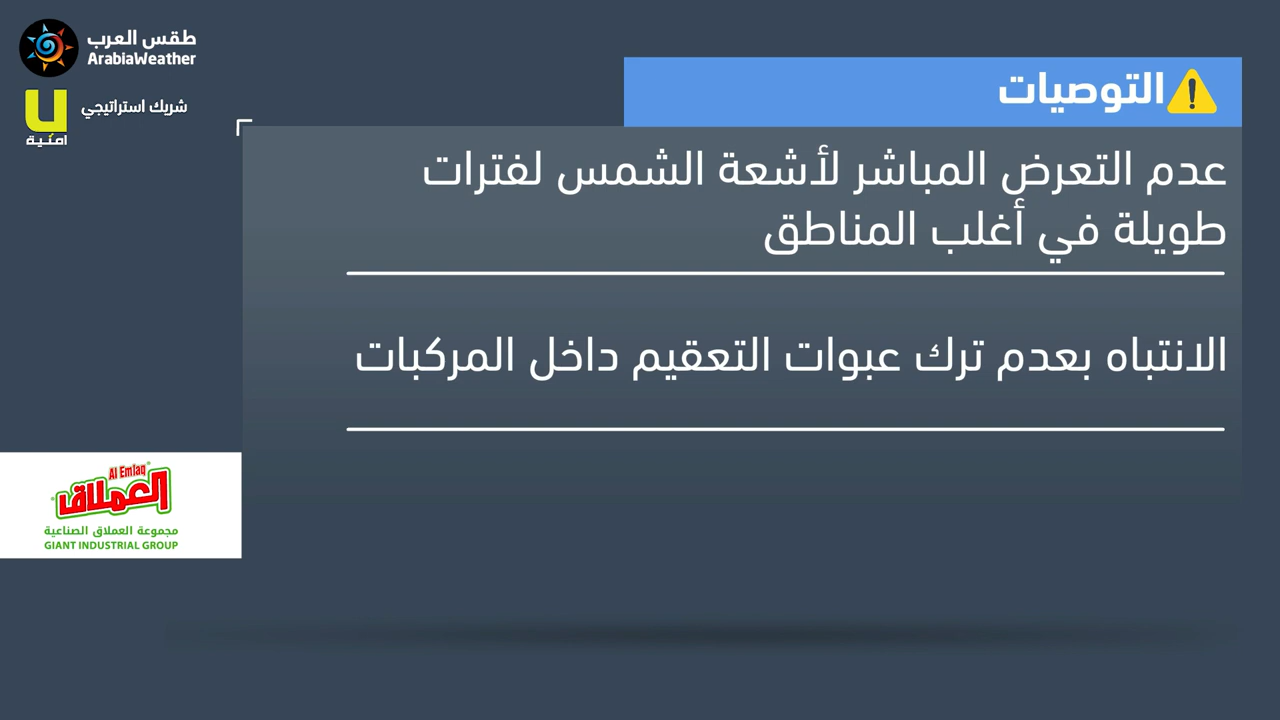 طقس العرب
ArabiaWeather
شريك استراتيجي
امنية
التوصيات
عدم التعرض المباشر لأشعة الشمس لفترات
طويلة في أغلب المناطق
الانتباه بعدم ترك عبوات التعقيم داخل المركبات
Al Emlaq
العملاق
مجموعة العملاق الصناعية
GIANT INDUSTRIAL GROUP